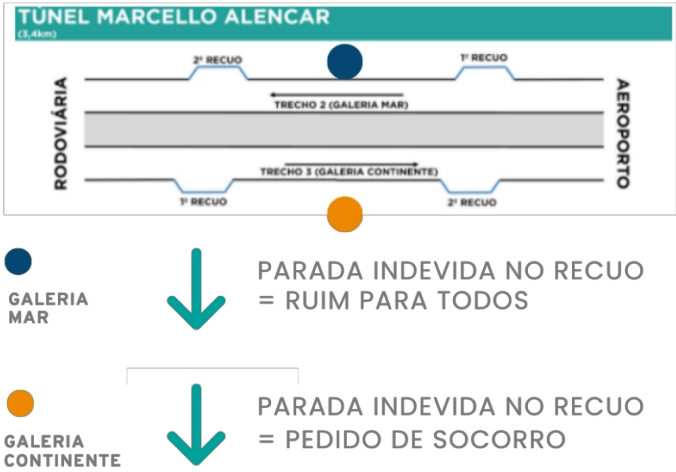 TÚNEL MARCELLO ALENCAR
(3,4km)
2º RECUO
1º RECUO
RODOVIÁRIA
TRECHO 2 (GALERIA MAR)
AEROPORTO
TRECHO 3 (GALERIA CONTINENTE)
1º RECUO
2º RECUO
GALERIA
MAR
PARADA INDEVIDA NO RECUO
= RUIM PARA TODOS
GALERIA
CONTINENTE
PARADA INDEVIDA NO RECUO
= PEDIDO DE SOCORRO